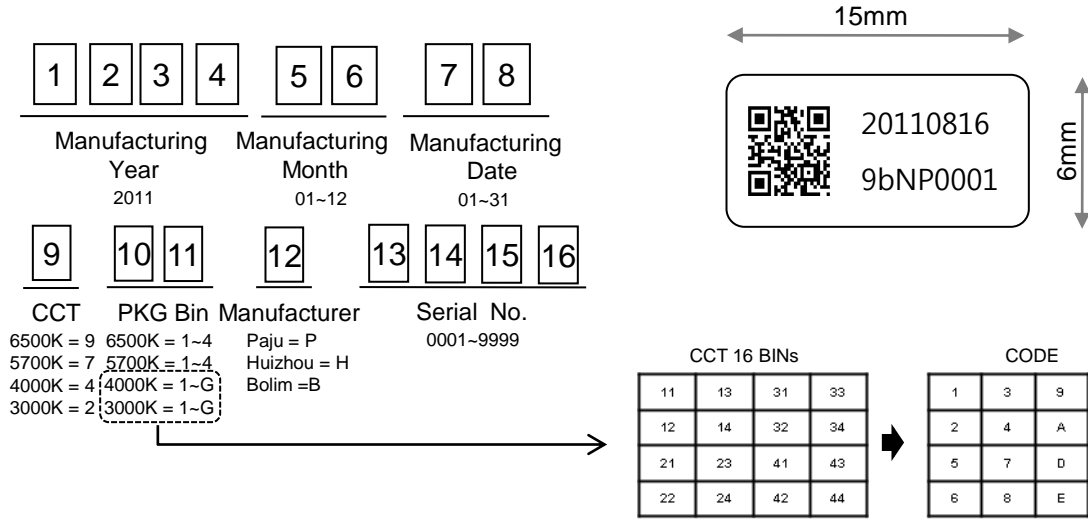 1 2 3 4 5 6 7 8
Manufacturing Year
2011
Manufacturing Month
01~12
Manufacturing Date
01~31
15mm
20110816
9bNP0001
6mm
9 10 11 12 13 14 15 16
CCT
6500K = 9
5700K = 7
4000K = 4
3000K = 2
PKG Bin
6500K = 1~4
5700K = 1~4
4000K = 1~G
3000K = 1~G
Manufacturer
Paju = P
Huizhou = H
Bolim =B
Serial No.
0001~9999
CCT 16 BINs
11 13 31 33
12 14 32 34
21 23 41 43
22 24 42 44
CODE
1 3 9
2 4 A
5 7 D
6 8 E